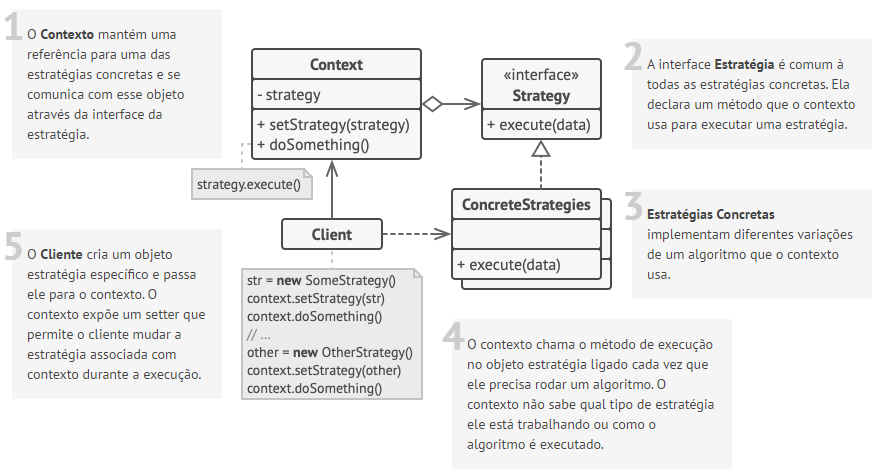 1
O Contexto mantém uma
referência para uma das
estratégias concretas e se
comunica com esse objeto
através da interface da
estratégia.
Context
- strategy
+ setStrategy(strategy)
+ doSomething()
strategy.execute()
«interface»
Strategy
+ execute(data)
2
A interface Estratégia é comum à
todas as estratégias concretas. Ela
declara um método que o contexto
usa para executar uma estratégia.
ConcreteStrategies
+ execute(data)
3
Estratégias Concretas
implementam diferentes variações
de um algoritmo que o contexto
usa.
Client
str = new SomeStrategy()
context.setStrategy(str)
context.doSomething()
// ...
other = new OtherStrategy()
context.setStrategy(other)
context.doSomething()
4
O contexto chama o método de execução
no objeto estratégia ligado cada vez que
ele precisa rodar um algoritmo. O
contexto não sabe qual tipo de estratégia
ele está trabalhando ou como o
algoritmo é executado.
5
O Cliente cria um objeto
estratégia específico e passa
ele para o contexto. O
contexto expõe um setter que
permite o cliente mudar a
estratégia associada com
contexto durante a execução.